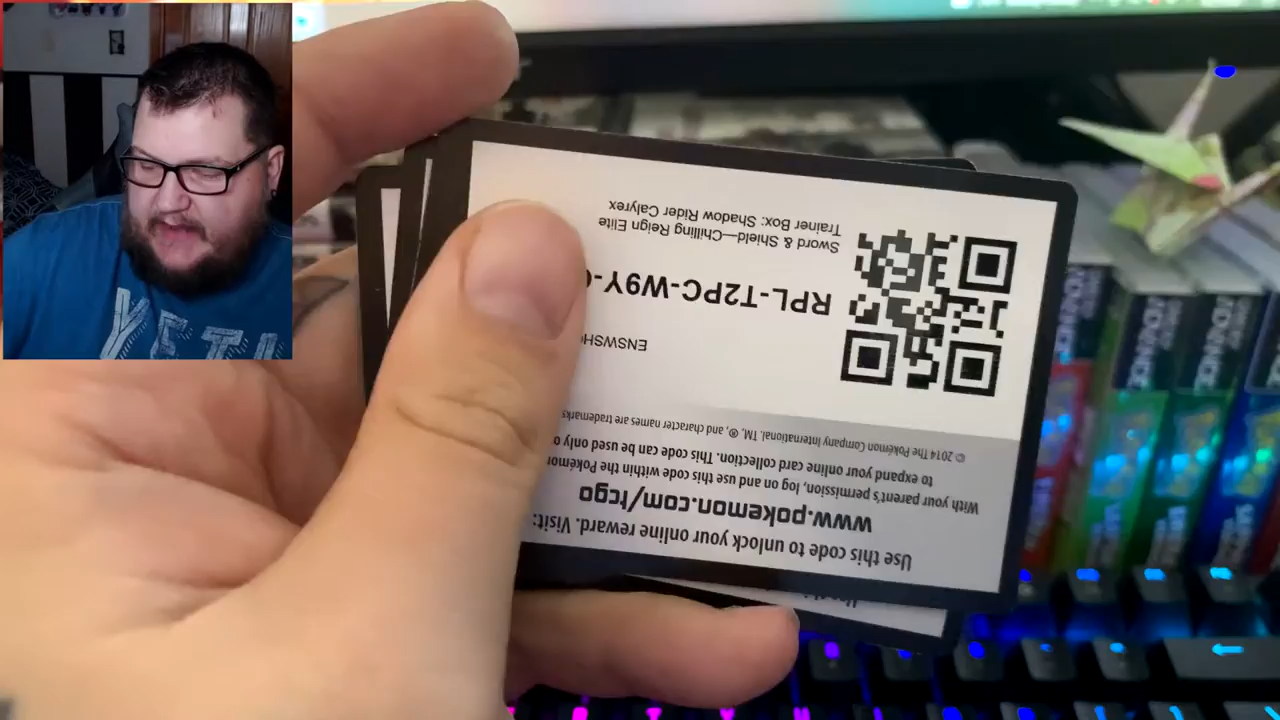 YETI
Use this code to unlock your online reward. Visit:
www.pokemon.com/tcgo
With your parent's permission, log on and use this code within the Pokémon
to expand your online card collection. This code can be used only
© 2014 The Pokémon Company International. TM, ®, and character names are trademarks
ENSWSH
RPL-T2PC-W9Y-
Sword & Shield—Chilling Reign Elite
Trainer Box: Shadow Rider Calyrex
ADVANCE
ADVANCE